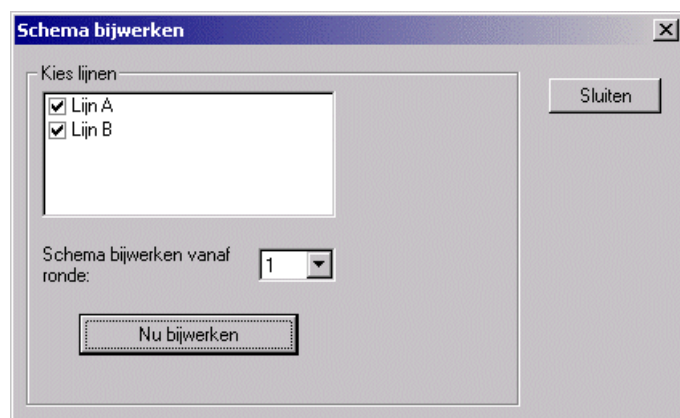 Schema bijwerken
Kies lijnen
Lijn A
Lijn B
Sluiten
Schema bijwerken vanaf
ronde:
1
Nu bijwerken